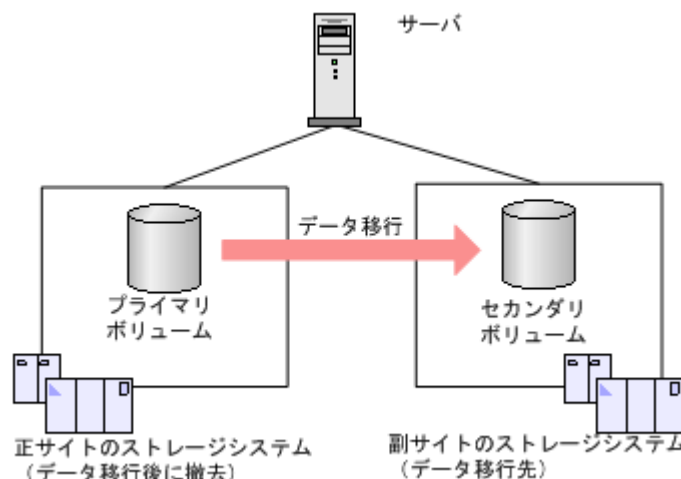 サーバ
データ移行
プライマリ
ボリューム
セカンダリ
ボリューム
正サイトのストレージシステム
（データ移行後に撤去）
副サイトのストレージシステム
（データ移行先）